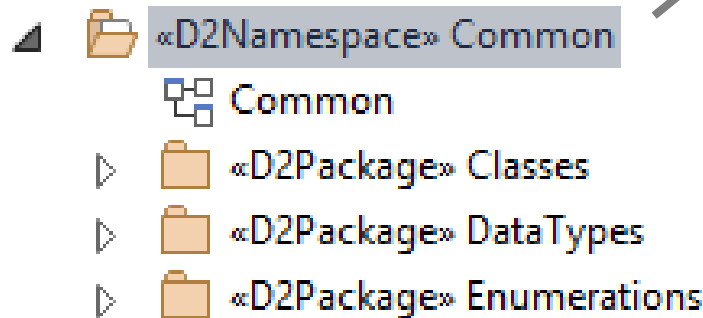 «D2Namespace» Common
Common
«D2Package» Classes
«D2Package» DataTypes
«D2Package» Enumerations